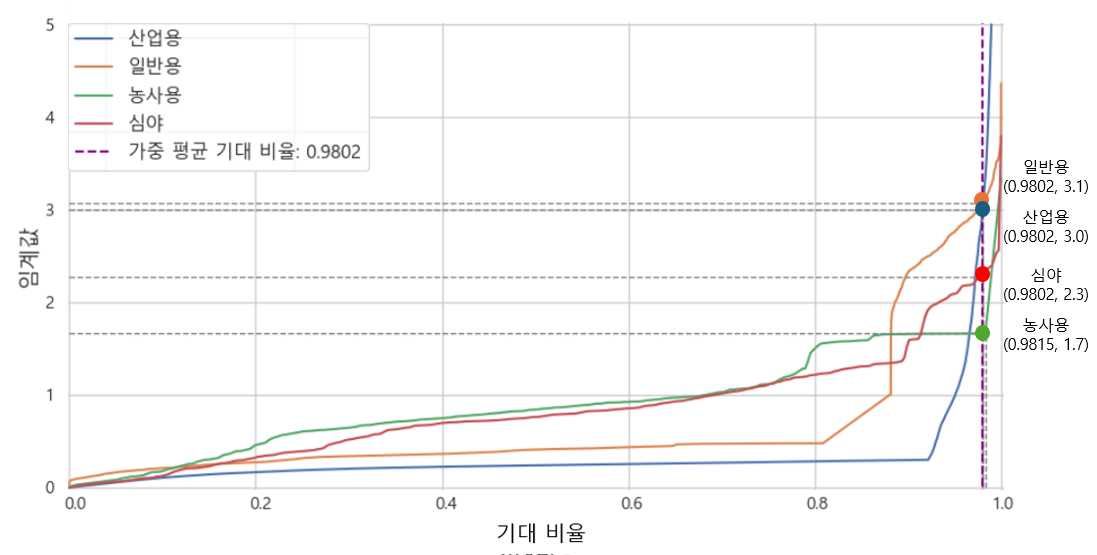 5
4
3
2
1
0
임계값
산업용
일반용
농사용
심야
가중 평균 기대 비율: 0.9802
일반용
(0.9802, 3.1)
산업용
(0.9802, 3.0)
심야
(0.9802, 2.3)
농사용
(0.9815, 1.7)
0.0 0.2 0.4 0.6 0.8 1.0
기대 비율